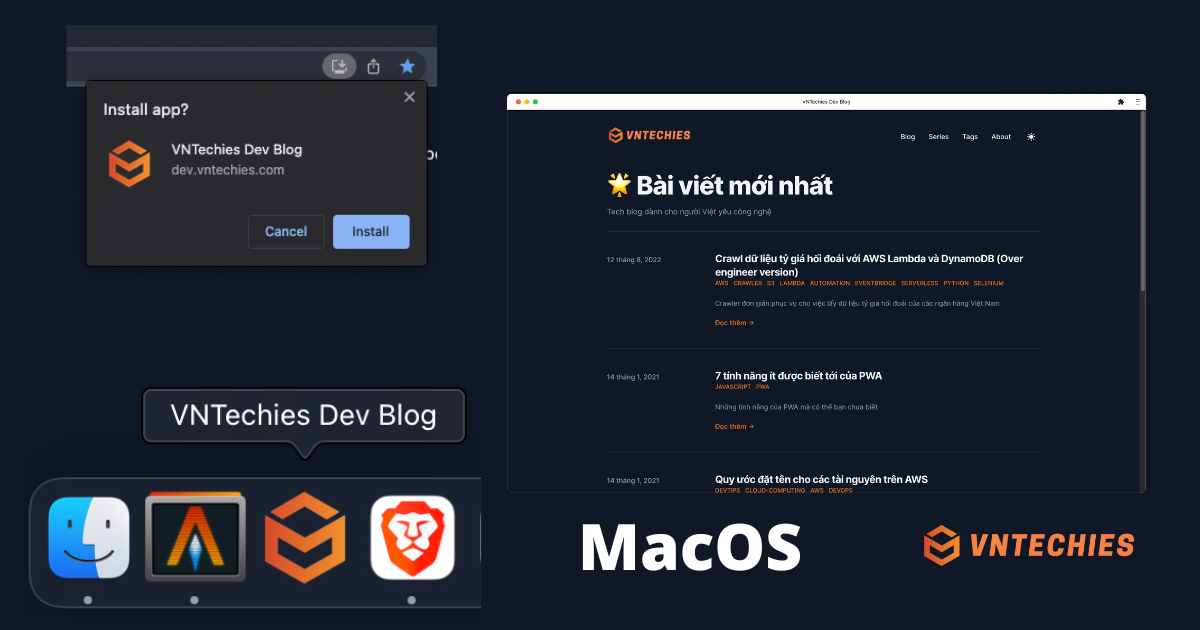 Install app?
VNTechies Dev Blog
dev.vntechies.com
Cancel
Install
VNTechies Dev Blog
VNTechies Dev Blog
VNTECHIES
Blog
Series
Tags
About
Bài viết mới nhất
Tech blog dành cho người Việt yêu công nghệ
12 tháng 8, 2022
Crawl dữ liệu tỷ giá hối đoái với AWS Lambda và DynamoDB (Over
engineer version)
AWS CRAWLER S3 LAMBDA AUTOMATION EVENTBRIDGE SERVERLESS PYTHON SELENIUM
Crawler đơn giản phục vụ cho việc lấy dữ liệu tỷ giá hối đoái của các ngân hàng Việt Nam
Đọc thêm →
14 tháng 1, 2021
7 tính năng ít được biết tới của PWA
JAVASCRIPT PWA
Những tính năng của PWA mà có thể bạn chưa biết
Đọc thêm →
14 tháng 1, 2021
Quy ước đặt tên cho các tài nguyên trên AWS
DEVTIPS CLOUD-COMPUTING AWS DEVOPS
MacOS
VNTECHIES